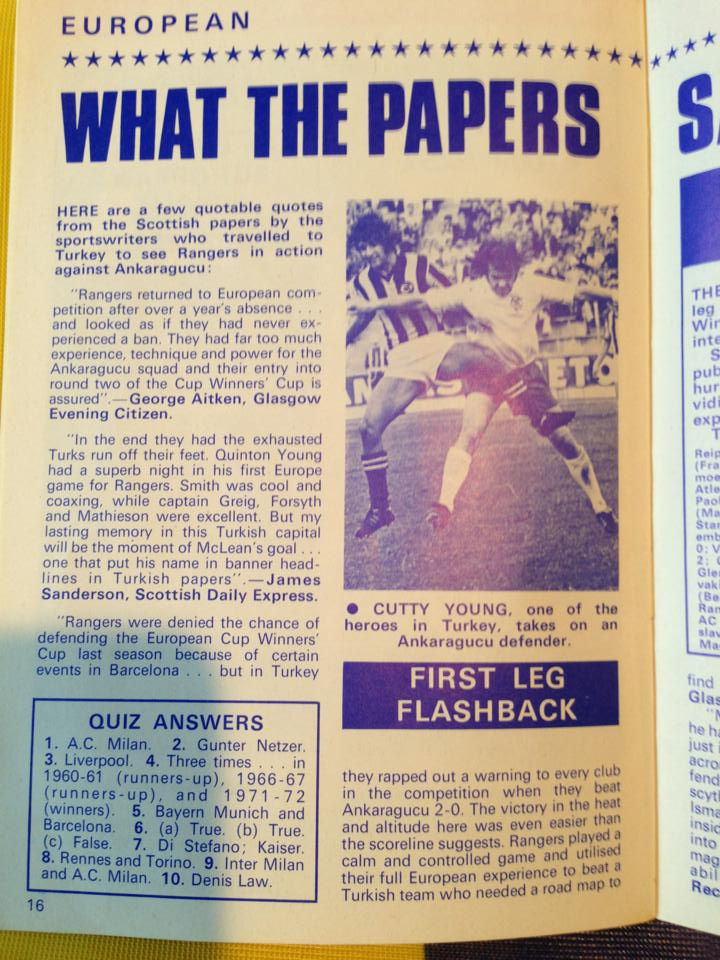 EUROPEAN
WHAT THE PAPERS
HERE are a few quotable quotes
from the Scottish papers by the
sportswriters who travelled to
Turkey to see Rangers in action
against Ankaragucu:
"Rangers returned to European com-
petition after over a year's absence . . .
and looked as if they had never ex-
perienced a ban. They had far too much
experience, technique and power for the
Ankaragucu squad and their entry into
round two of the Cup Winners' Cup is
assured".—George Aitken, Glasgow
Evening Citizen.
"In the end they had the exhausted
Turks run off their feet. Quinton Young
had a superb night in his first Europe
game for Rangers. Smith was cool and
coaxing, while captain Greig, Forsyth
and Mathieson were excellent. But my
lasting memory in this Turkish capital
will be the moment of McLean's goal . . .
one that put his name in banner head-
lines in Turkish papers".—James
Sanderson, Scottish Daily Express.
"Rangers were denied the chance of
defending the European Cup Winners'
Cup last season because of certain
events in Barcelona . . . but in Turkey
QUIZ ANSWERS
1. A.C. Milan. 2. Gunter Netzer.
3. Liverpool. 4. Three times . . . in
1960-61 (runners-up), 1966-67
(runners-up), and 1971-72
(winners). 5. Bayern Munich and
Barcelona. 6. (a) True. (b) True.
(c) False. 7. Di Stefano; Kaiser.
8. Rennes and Torino. 9. Inter Milan
and A.C. Milan. 10. Denis Law.
16
● CUTTY YOUNG, one of the
heroes in Turkey, takes on an
Ankaragucu defender.
FIRST LEG
FLASHBACK
they rapped out a warning to every club
in the competition when they beat
Ankaragucu 2-0. The victory in the heat
and altitude here was even easier than
the scoreline suggests. Rangers played a
calm and controlled game and utilised
their full European experience to beat a
Turkish team who needed a road map to
THE
leg
find